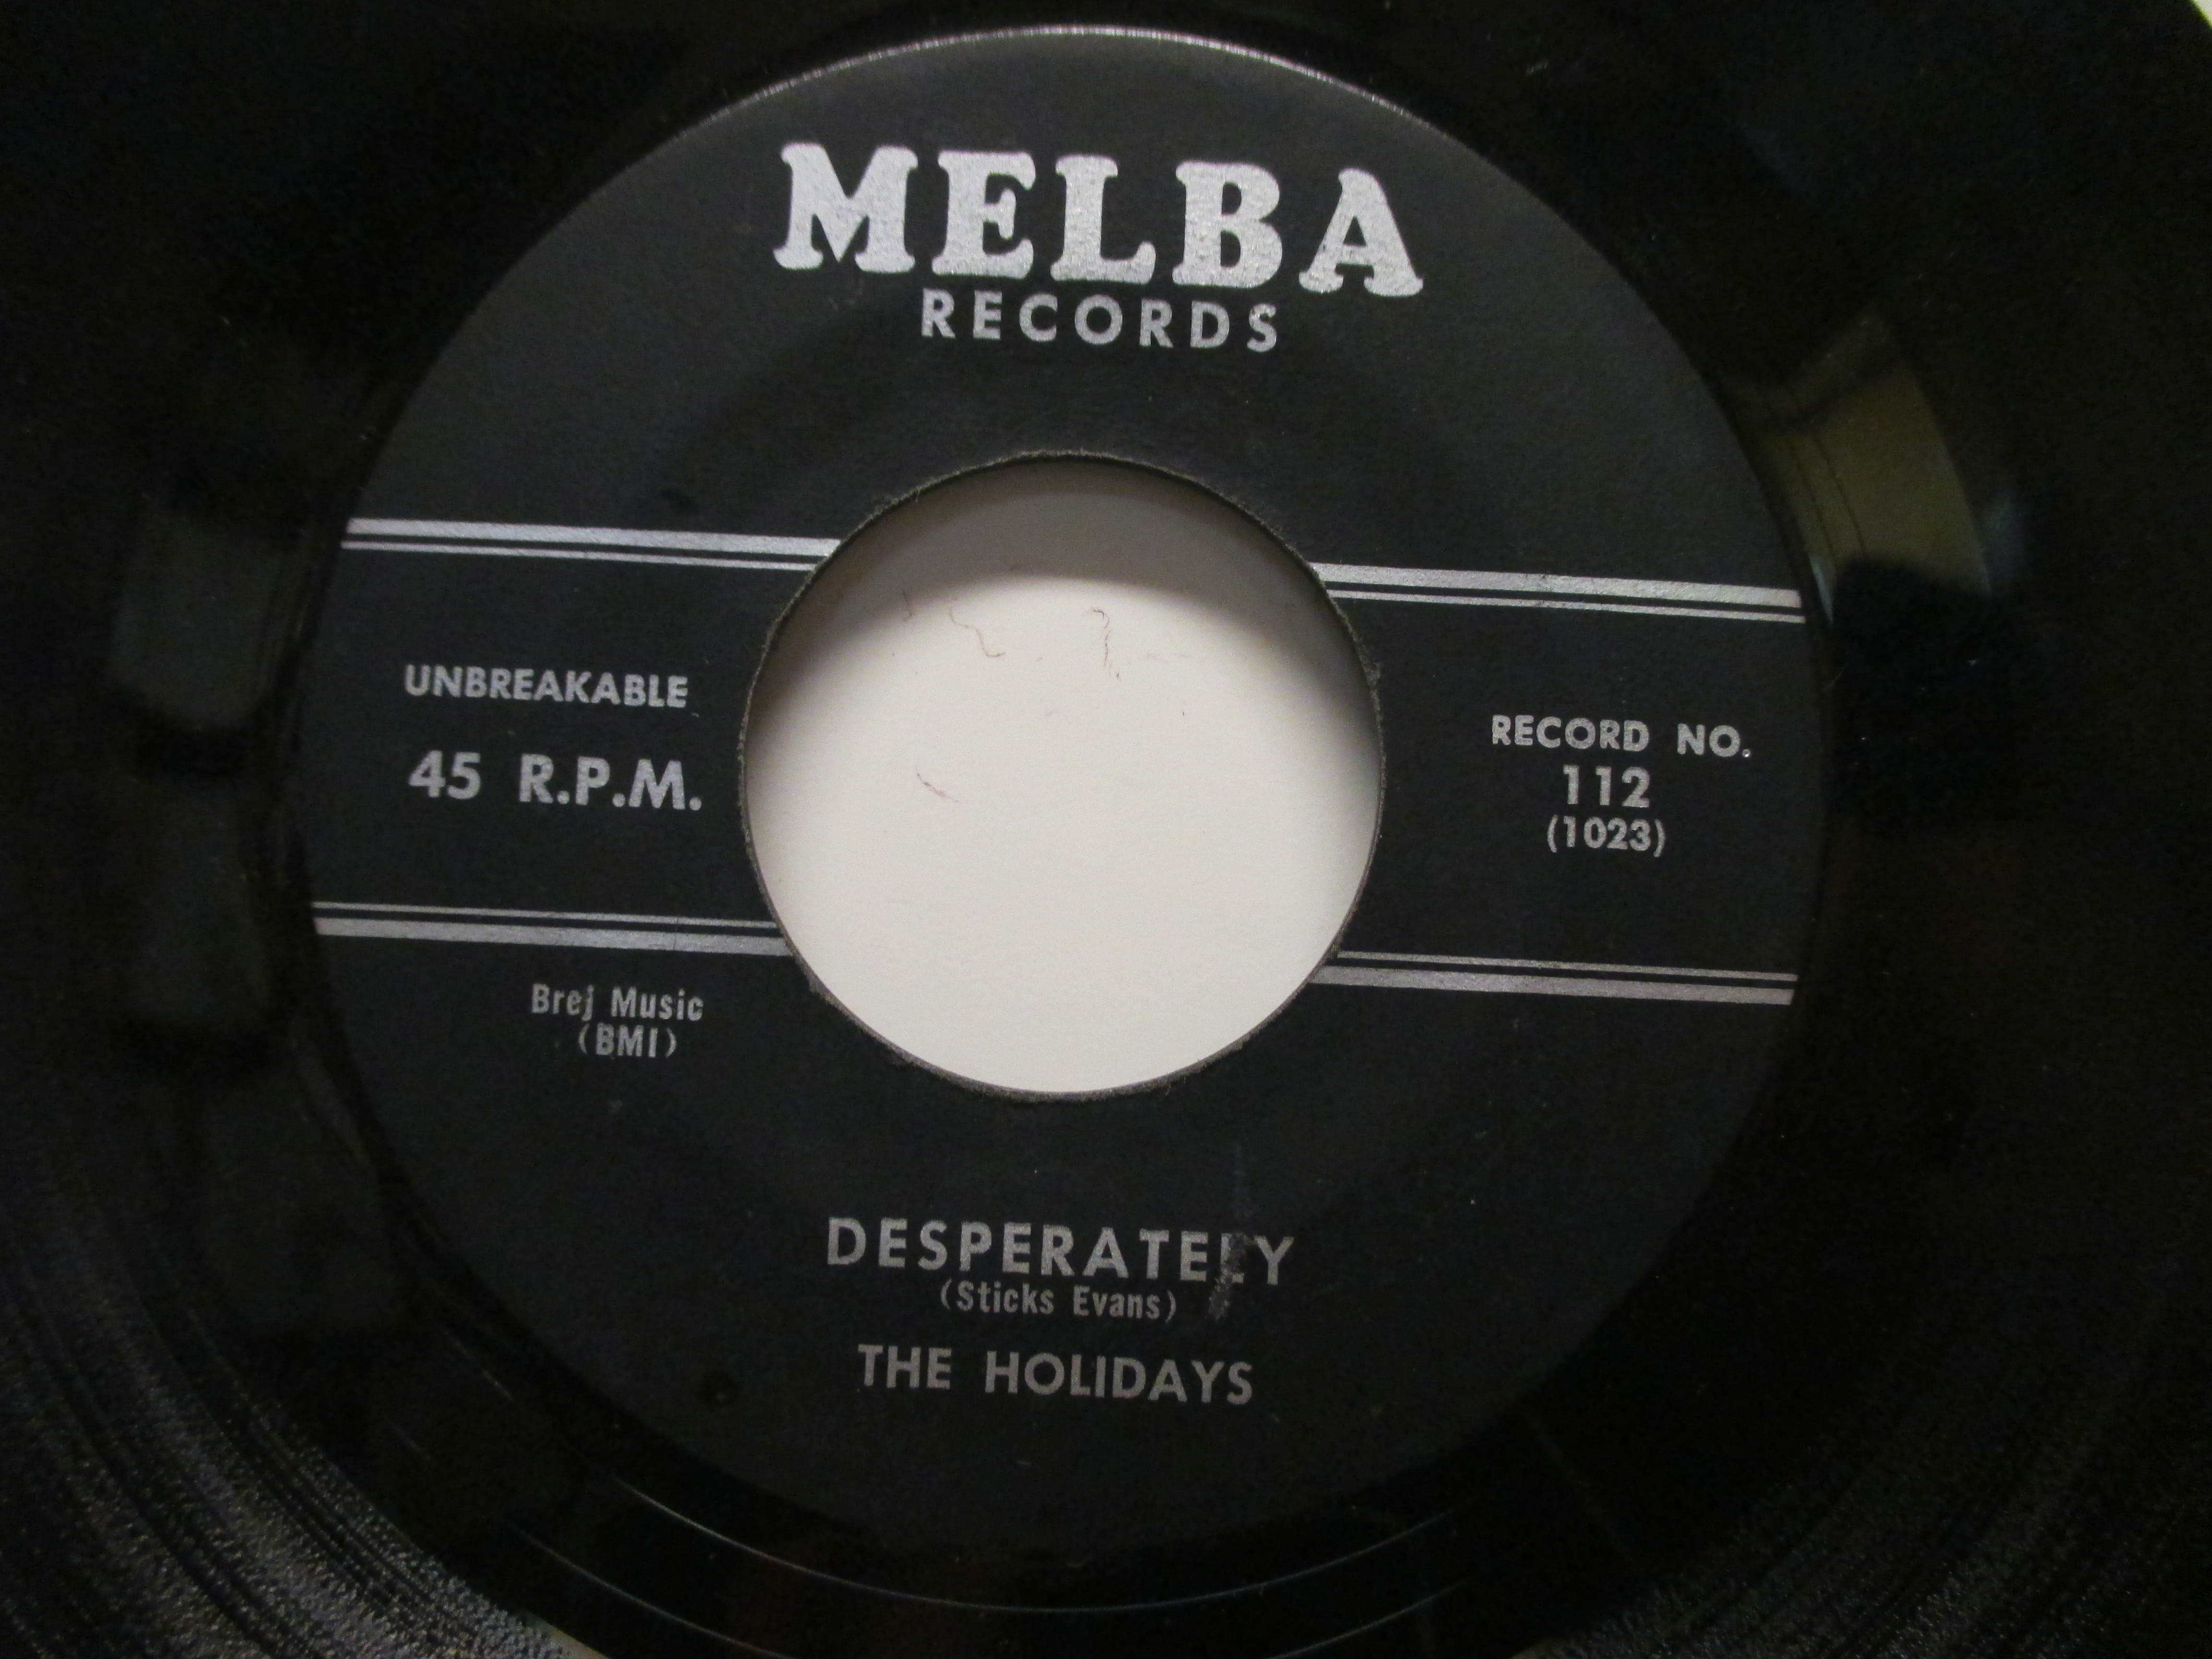 MELBA
RECORDS
UNBREAKABLE
45 R.P.M.
RECORD NO.
112
(1023)
Brej Music
(BMI)
DESPERATELY
(Sticks Evans)
THE HOLIDAYS